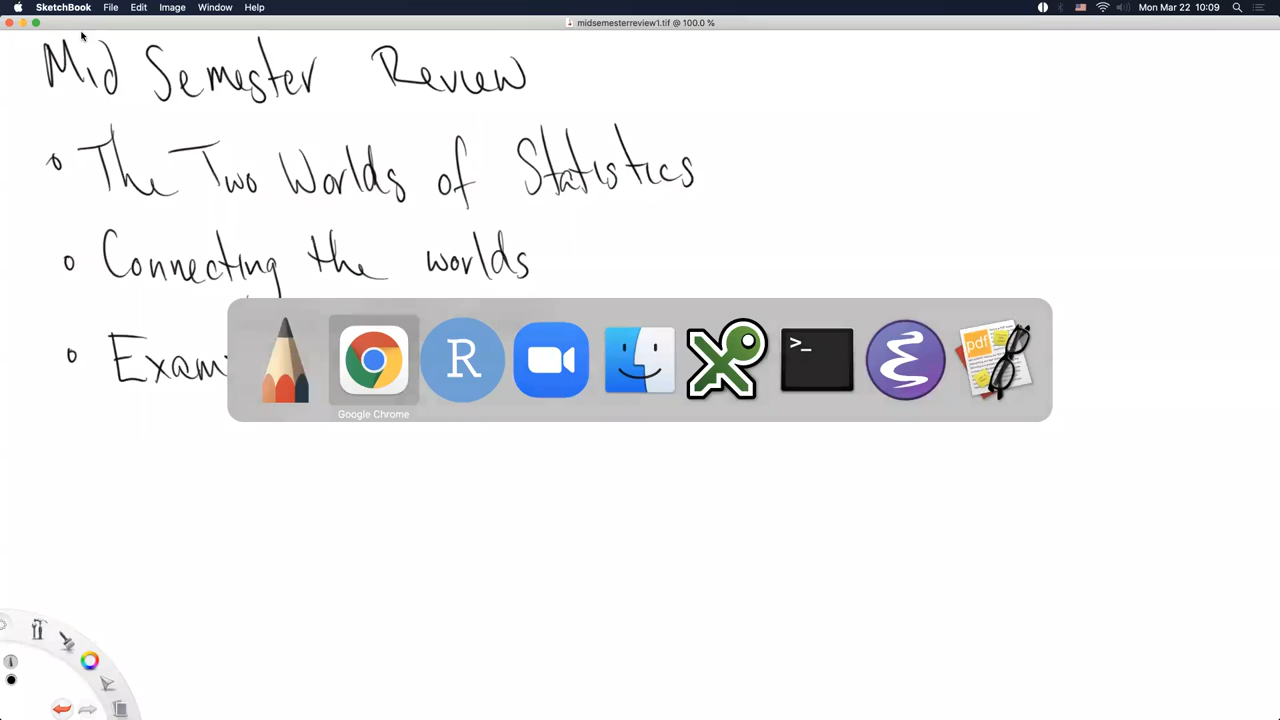 SketchBook File Edit Image Window Help Mon Mar 22 10:09
midsemesterreview1.tif @ 100.0 %
Mid Semester Review
The Two Worlds of Statistics
Connecting the worlds
Exam
R
>_
pdf
Google Chrome